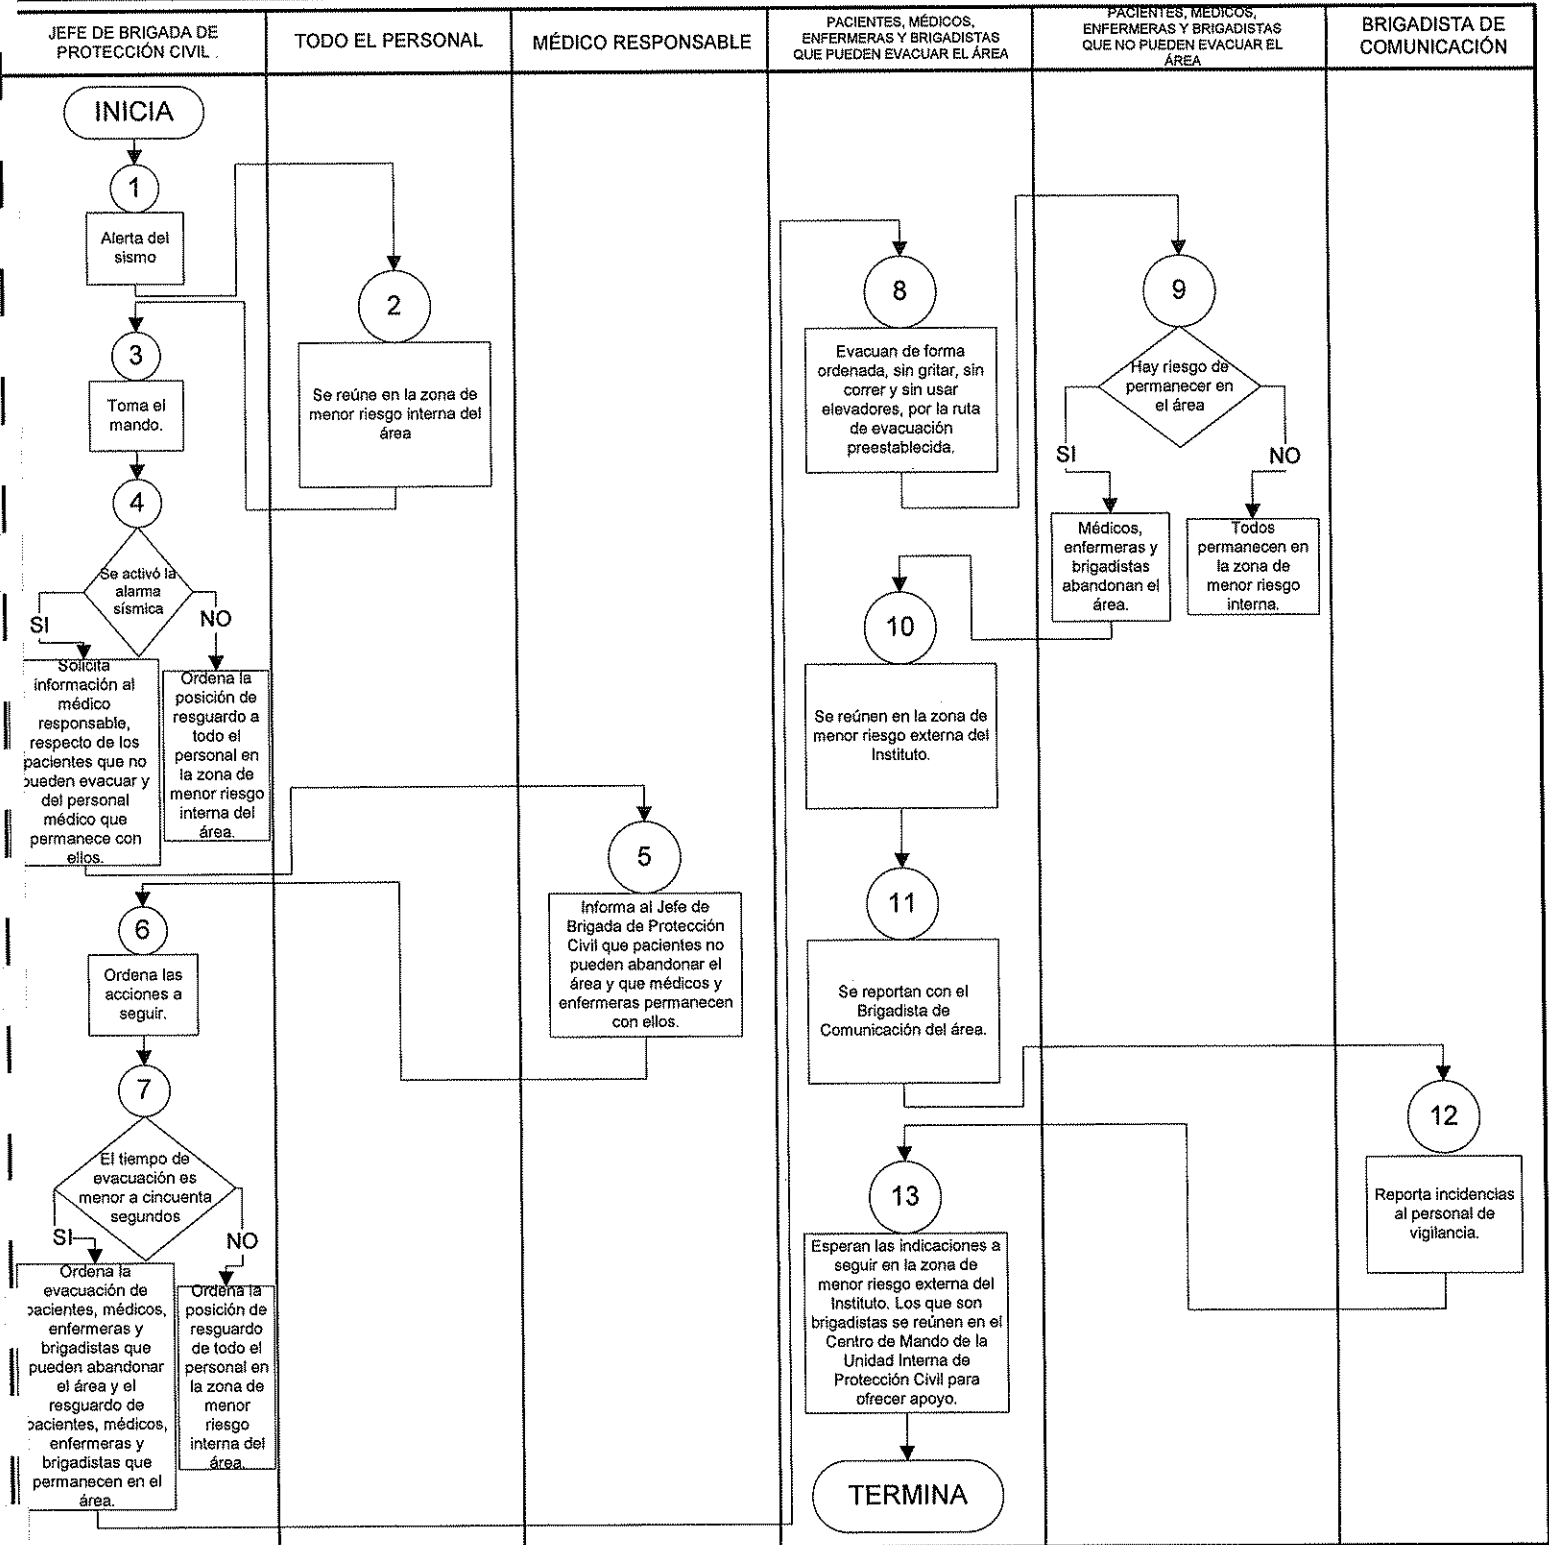 JEFE DE BRIGADA DE
PROTECCIÓN CIVIL
TODO EL PERSONAL
MÉDICO RESPONSABLE
PACIENTES, MÉDICOS,
ENFERMERAS Y BRIGADISTAS
QUE PUEDEN EVACUAR EL ÁREA
PACIENTES, MÉDICOS,
ENFERMERAS Y BRIGADISTAS
QUE NO PUEDEN EVACUAR EL
ÁREA
BRIGADISTA DE
COMUNICACIÓN
INICIA
1
Alerta del
sismo
2
Se reúne en la zona de
menor riesgo interna del
área
3
Toma el
mando.
4
Se activó la
alarma
sísmica
SI
NO
Solicita
información al
médico
responsable,
respecto de los
pacientes que no
pueden evacuar y
del personal
médico que
permanece con
ellos.
Ordena la
posición de
resguardo a
todo el
personal en
la zona de
menor riesgo
interna del
área.
5
Informa al Jefe de
Brigada de Protección
Civil que pacientes no
pueden abandonar el
área y que médicos y
enfermeras permanecen
con ellos.
6
Ordena las
acciones a
seguir.
7
El tiempo de
evacuación es
menor a cincuenta
segundos
SI
NO
Ordena la
evacuación de
pacientes, médicos,
enfermeras y
brigadistas que
pueden abandonar
el área y el
resguardo de
pacientes, médicos,
enfermeras y
brigadistas que
permanecen en el
área.
Ordena la
posición de
resguardo
de todo el
personal en
la zona de
menor
riesgo
interna del
área.
8
Evacuan de forma
ordenada, sin gritar, sin
correr y sin usar
elevadores, por la ruta
de evacuación
preestablecida.
9
Hay riesgo de
permanecer en
el área
SI
NO
Médicos,
enfermeras y
brigadistas
abandonan el
área.
Todos
permanecen en
la zona de
menor riesgo
interna.
10
Se reúnen en la zona de
menor riesgo externa del
Instituto.
11
Se reportan con el
Brigadista de
Comunicación del área.
12
Reporta incidencias
al personal de
vigilancia.
13
Esperan las indicaciones a
seguir en la zona de
menor riesgo externa del
Instituto. Los que son
brigadistas se reúnen en el
Centro de Mando de la
Unidad Interna de
Protección Civil para
ofrecer apoyo.
TERMINA